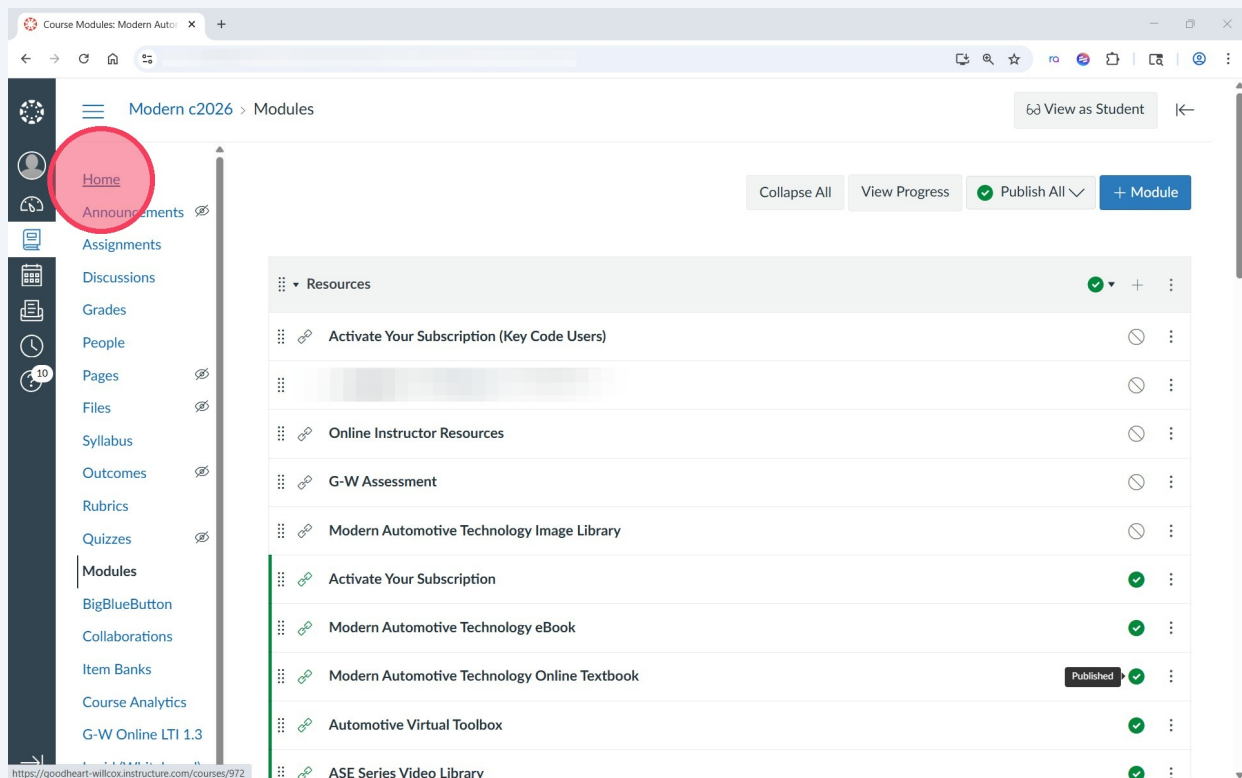 Course Modules: Modern Autor
ra
Modern c2026 > Modules
View as Student
Home
Announcements
Assignments
Discussions
Grades
People
Pages
Files
Syllabus
Outcomes
Rubrics
Quizzes
Modules
BigBlueButton
Collaborations
Item Banks
Course Analytics
G-W Online LTI 1.3
10
Collapse All View Progress Publish All + Module
Resources
Activate Your Subscription (Key Code Users)
Online Instructor Resources
G-W Assessment
Modern Automotive Technology Image Library
Activate Your Subscription
Modern Automotive Technology eBook
Modern Automotive Technology Online Textbook
Published
Automotive Virtual Toolbox
ASE Series Video Library
https://goodheart-willcox.instructure.com/courses/972